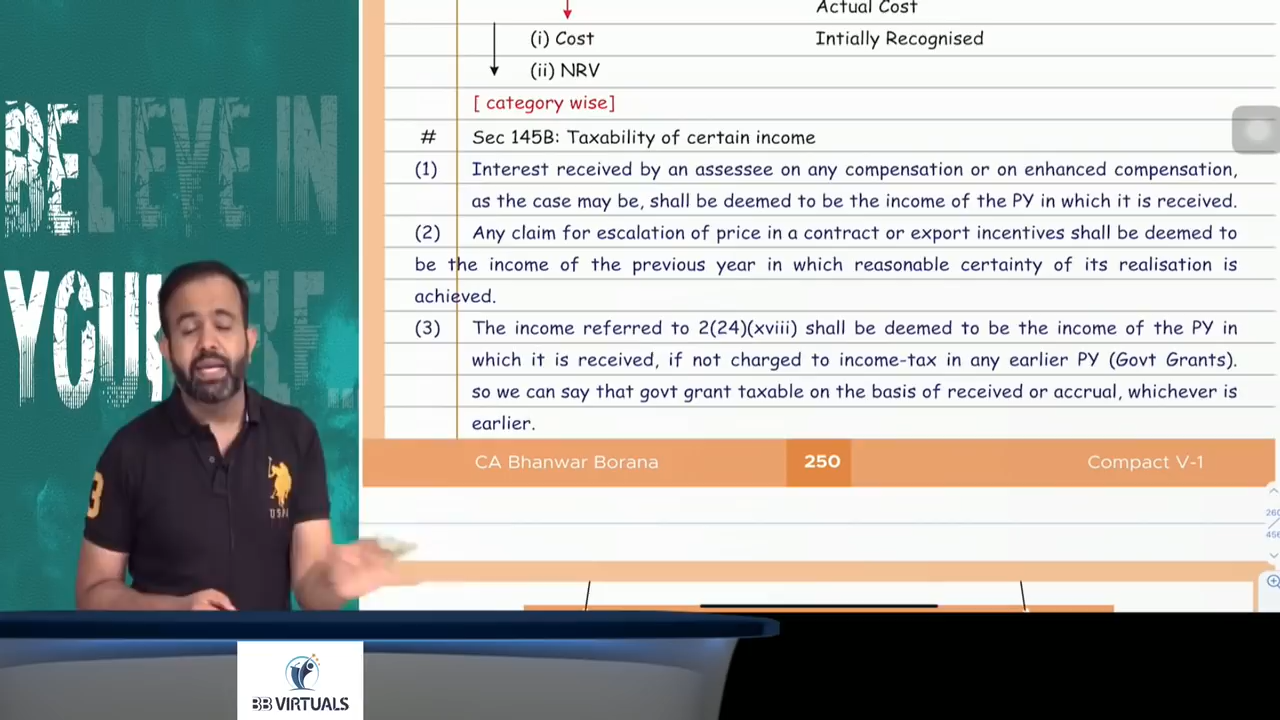 BELIEVE IN
YOURSELF...
3
USPA
Actual Cost
(i) Cost Intially Recognised
(ii) NRV
[ category wise]
# Sec 145B: Taxability of certain income
(1) Interest received by an assessee on any compensation or on enhanced compensation,
as the case may be, shall be deemed to be the income of the PY in which it is received.
(2) Any claim for escalation of price in a contract or export incentives shall be deemed to
be the income of the previous year in which reasonable certainty of its realisation is
achieved.
(3) The income referred to 2(24)(xviii) shall be deemed to be the income of the PY in
which it is received, if not charged to income-tax in any earlier PY (Govt Grants).
so we can say that govt grant taxable on the basis of received or accrual, whichever is
earlier.
CA Bhanwar Borana 250 Compact V-1
260
456
BB VIRTUALS